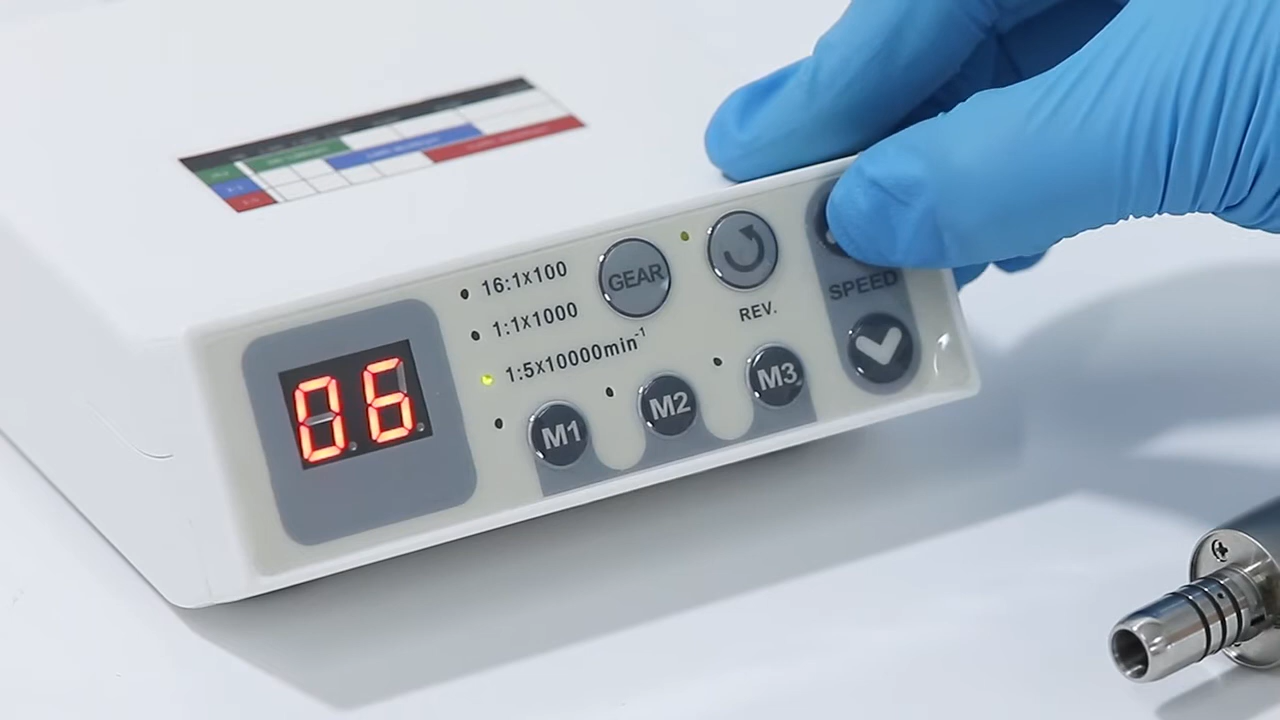 16:1X100
GEAR
1:1X1000
REV.
SPEED
1:5X10000min-1
06
M1
M2
M3